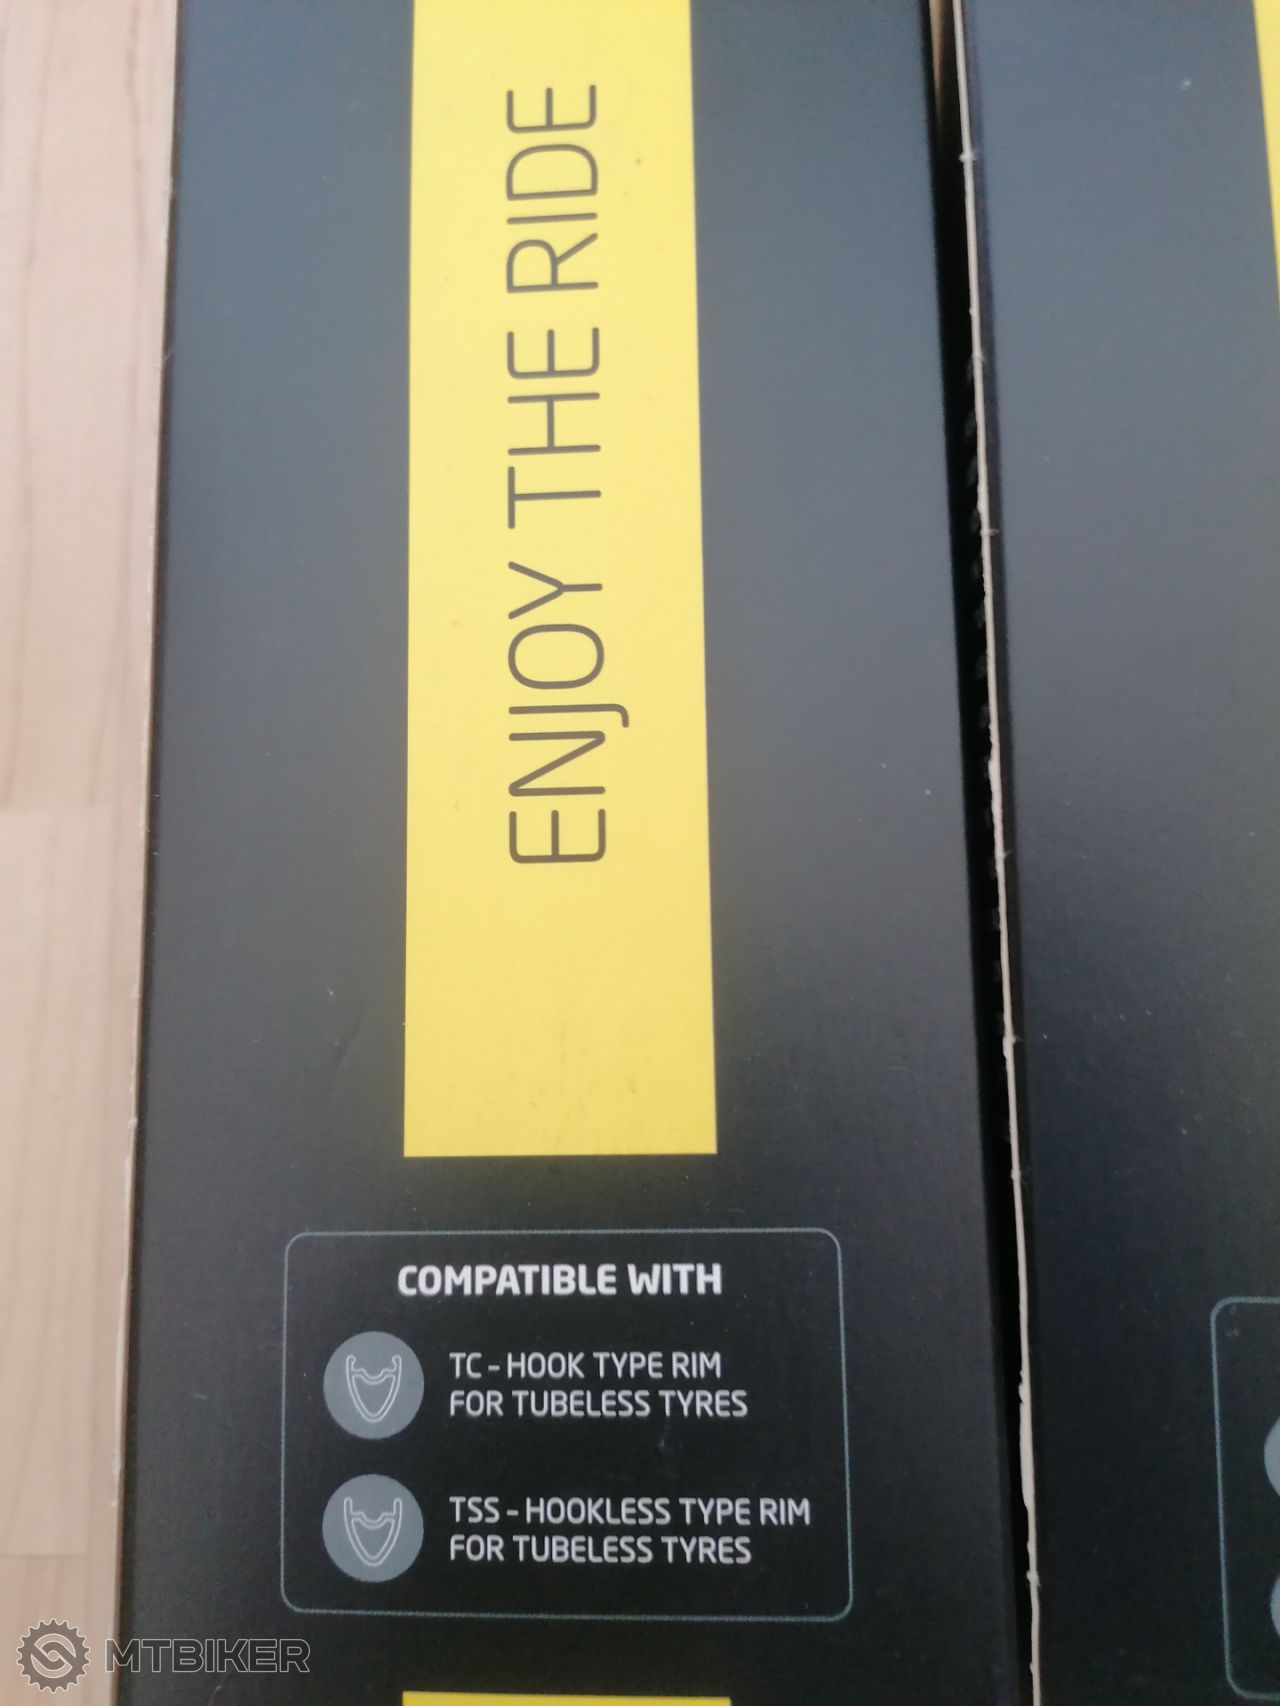 ENJOY THE RIDE
COMPATIBLE WITH
TC - HOOK TYPE RIM
FOR TUBELESS TYRES
TSS - HOOKLESS TYPE RIM
FOR TUBELESS TYRES
MTBIKER